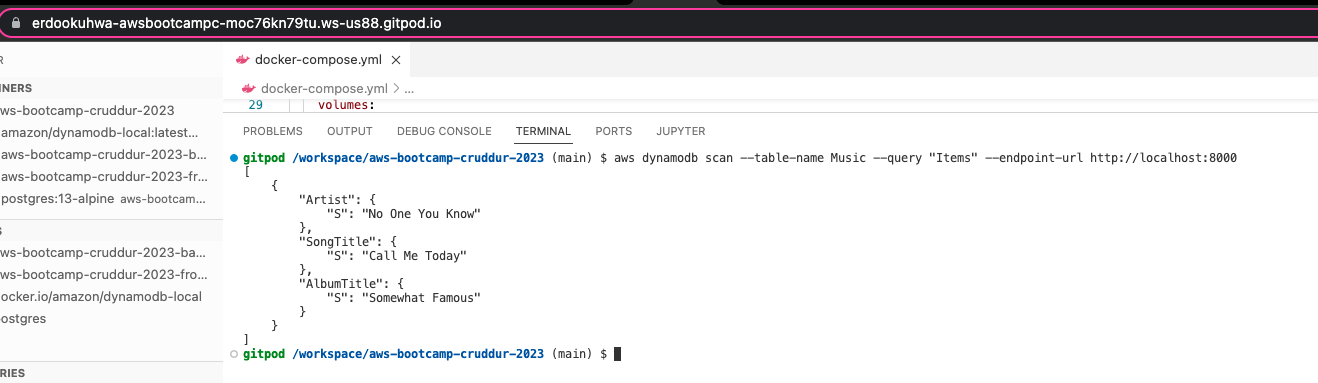 erdookuhwa-awsbootcampc-moc76kn79tu.ws-us88.gitpod.io
R
NERS
ws-bootcamp-cruddur-2023
amazon/dynamodb-local:latest...
aws-bootcamp-cruddur-2023-b...
aws-bootcamp-cruddur-2023-fr...
postgres:13-alpine aws-bootcam...
S
ws-bootcamp-cruddur-2023-ba...
ws-bootcamp-cruddur-2023-fro...
ocker.io/amazon/dynamodb-local
ostgres
RIES
docker-compose.yml ×
docker-compose.yml > ...
29 volumes:
PROBLEMS OUTPUT DEBUG CONSOLE TERMINAL PORTS JUPYTER
gitpod /workspace/aws-bootcamp-cruddur-2023 (main) $ aws dynamodb scan --table-name Music --query "Items" --endpoint-url http://localhost:8000
[
    {
        "Artist": {
            "S": "No One You Know"
        },
        "SongTitle": {
            "S": "Call Me Today"
        },
        "AlbumTitle": {
            "S": "Somewhat Famous"
        }
    }
]
gitpod /workspace/aws-bootcamp-cruddur-2023 (main) $